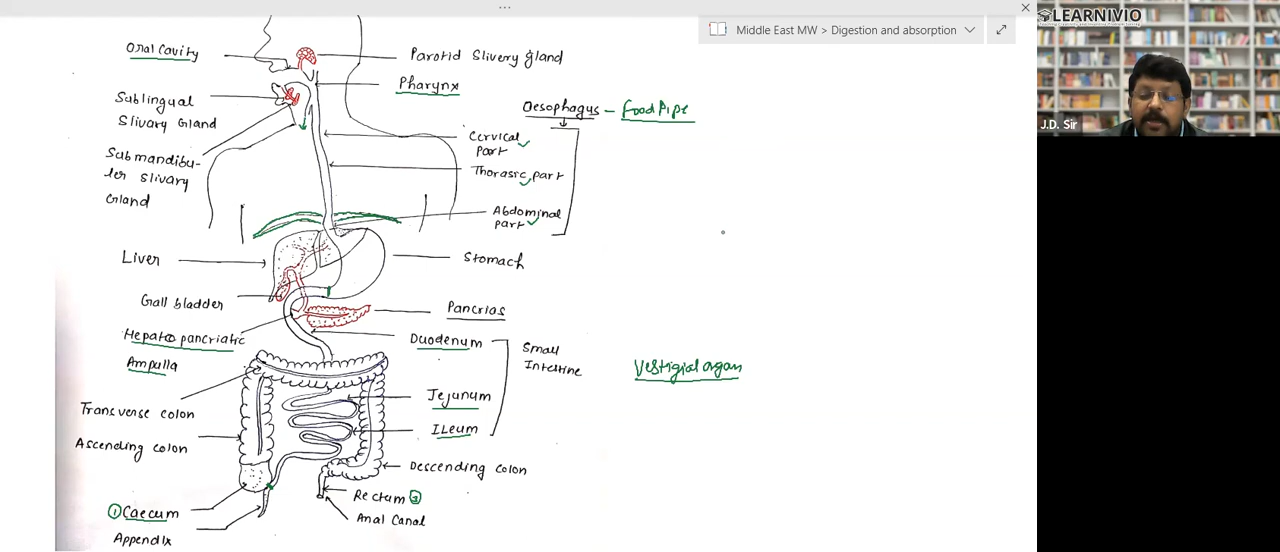 Middle East MW > Digestion and absorption
LEARNIVIO
J.D. Sir
Oral Cavity
Parotid Slivery gland
Pharynx
Sublingual
Slivary Gland
Oesophagus – Food Pipe
Cervical
Part
Submandibu-
ler slivary
Gland
Thorasic part
Abdominal
part
Liver
Stomach
Gall bladder
Pancrias
Hepato pancriatic
Ampulla
Duodenum
Small
Intestine
Vestigial organ
Transverse colon
Jejunum
Ascending colon
ILeum
Descending colon
Rectum 3
1 Caecum
Anal Canal
Appendix